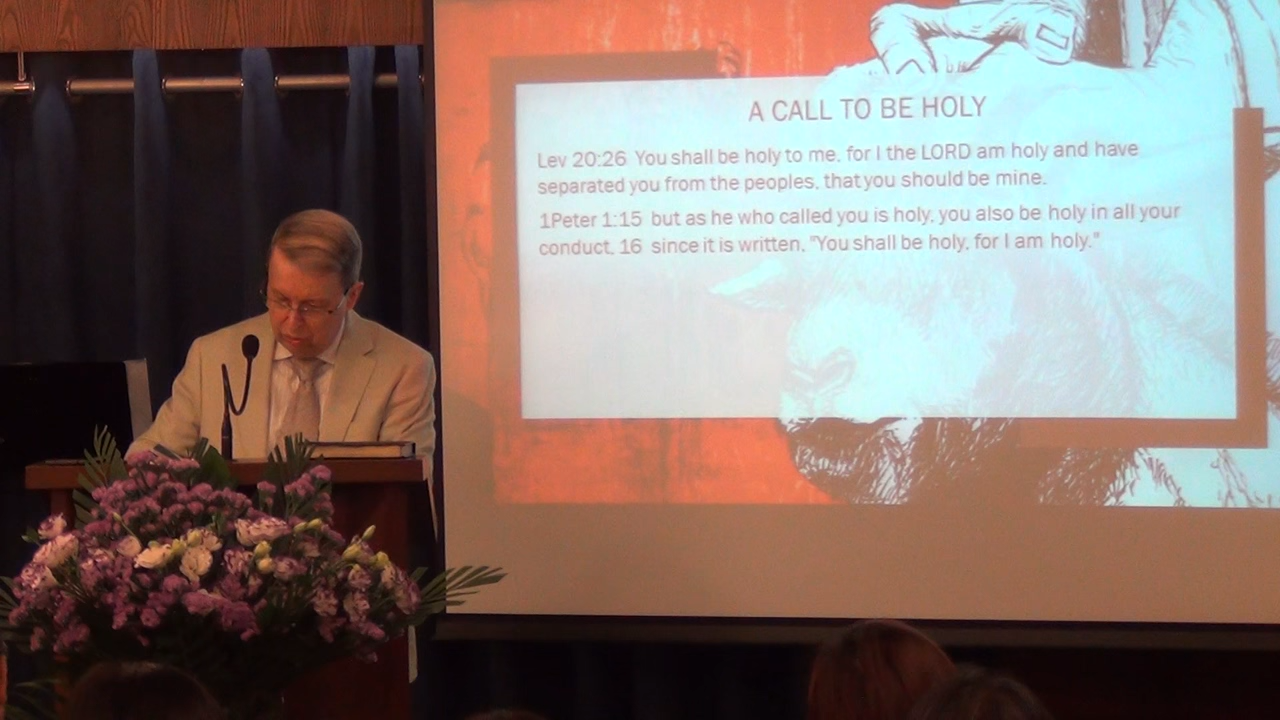 A CALL TO BE HOLY
Lev 20:26 You shall be holy to me, for I the LORD am holy and have
separated you from the peoples, that you should be mine.
1Peter 1:15 but as he who called you is holy, you also be holy in all your
conduct, 16 since it is written, "You shall be holy, for I am holy."